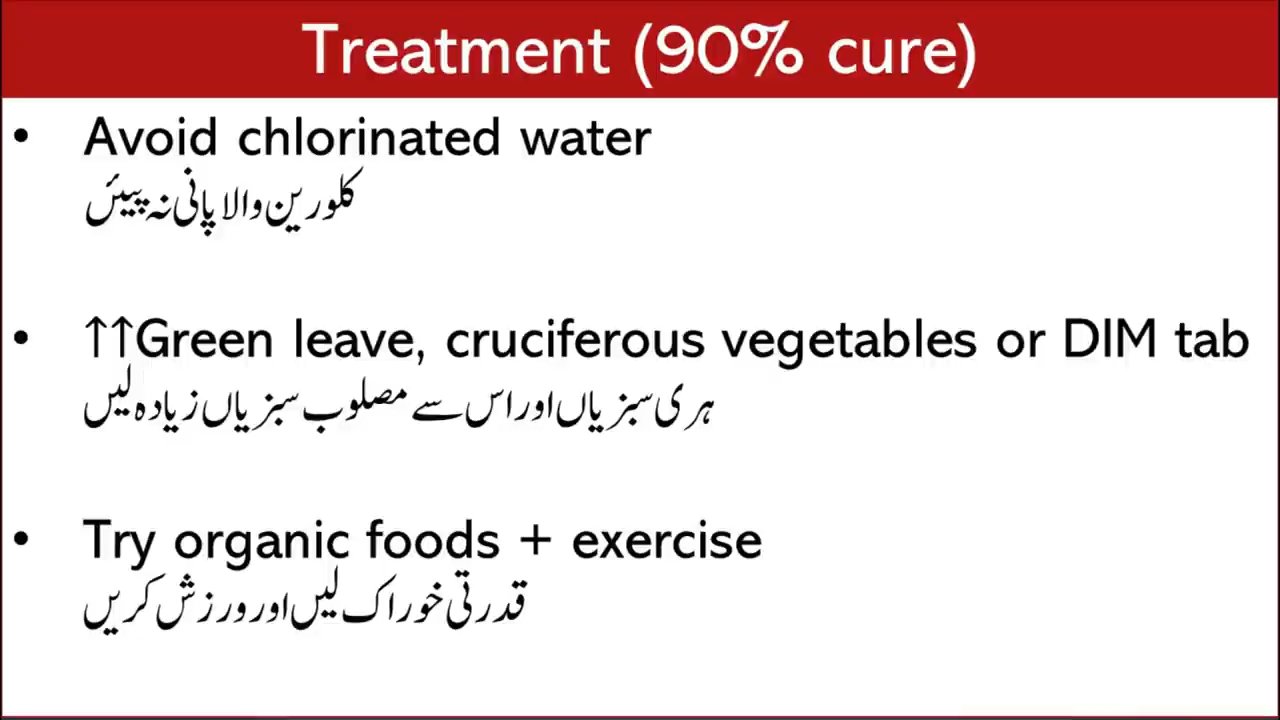 Treatment (90% cure)
• Avoid chlorinated water
کلورین والا پانی نہ پیئں
• ↑↑Green leave, cruciferous vegetables or DIM tab
ہری سبزیاں اور اس سے مصلوب سبزیاں زیادہ لیں
• Try organic foods + exercise
قدرتی خوراک لیں اور ورزش کریں